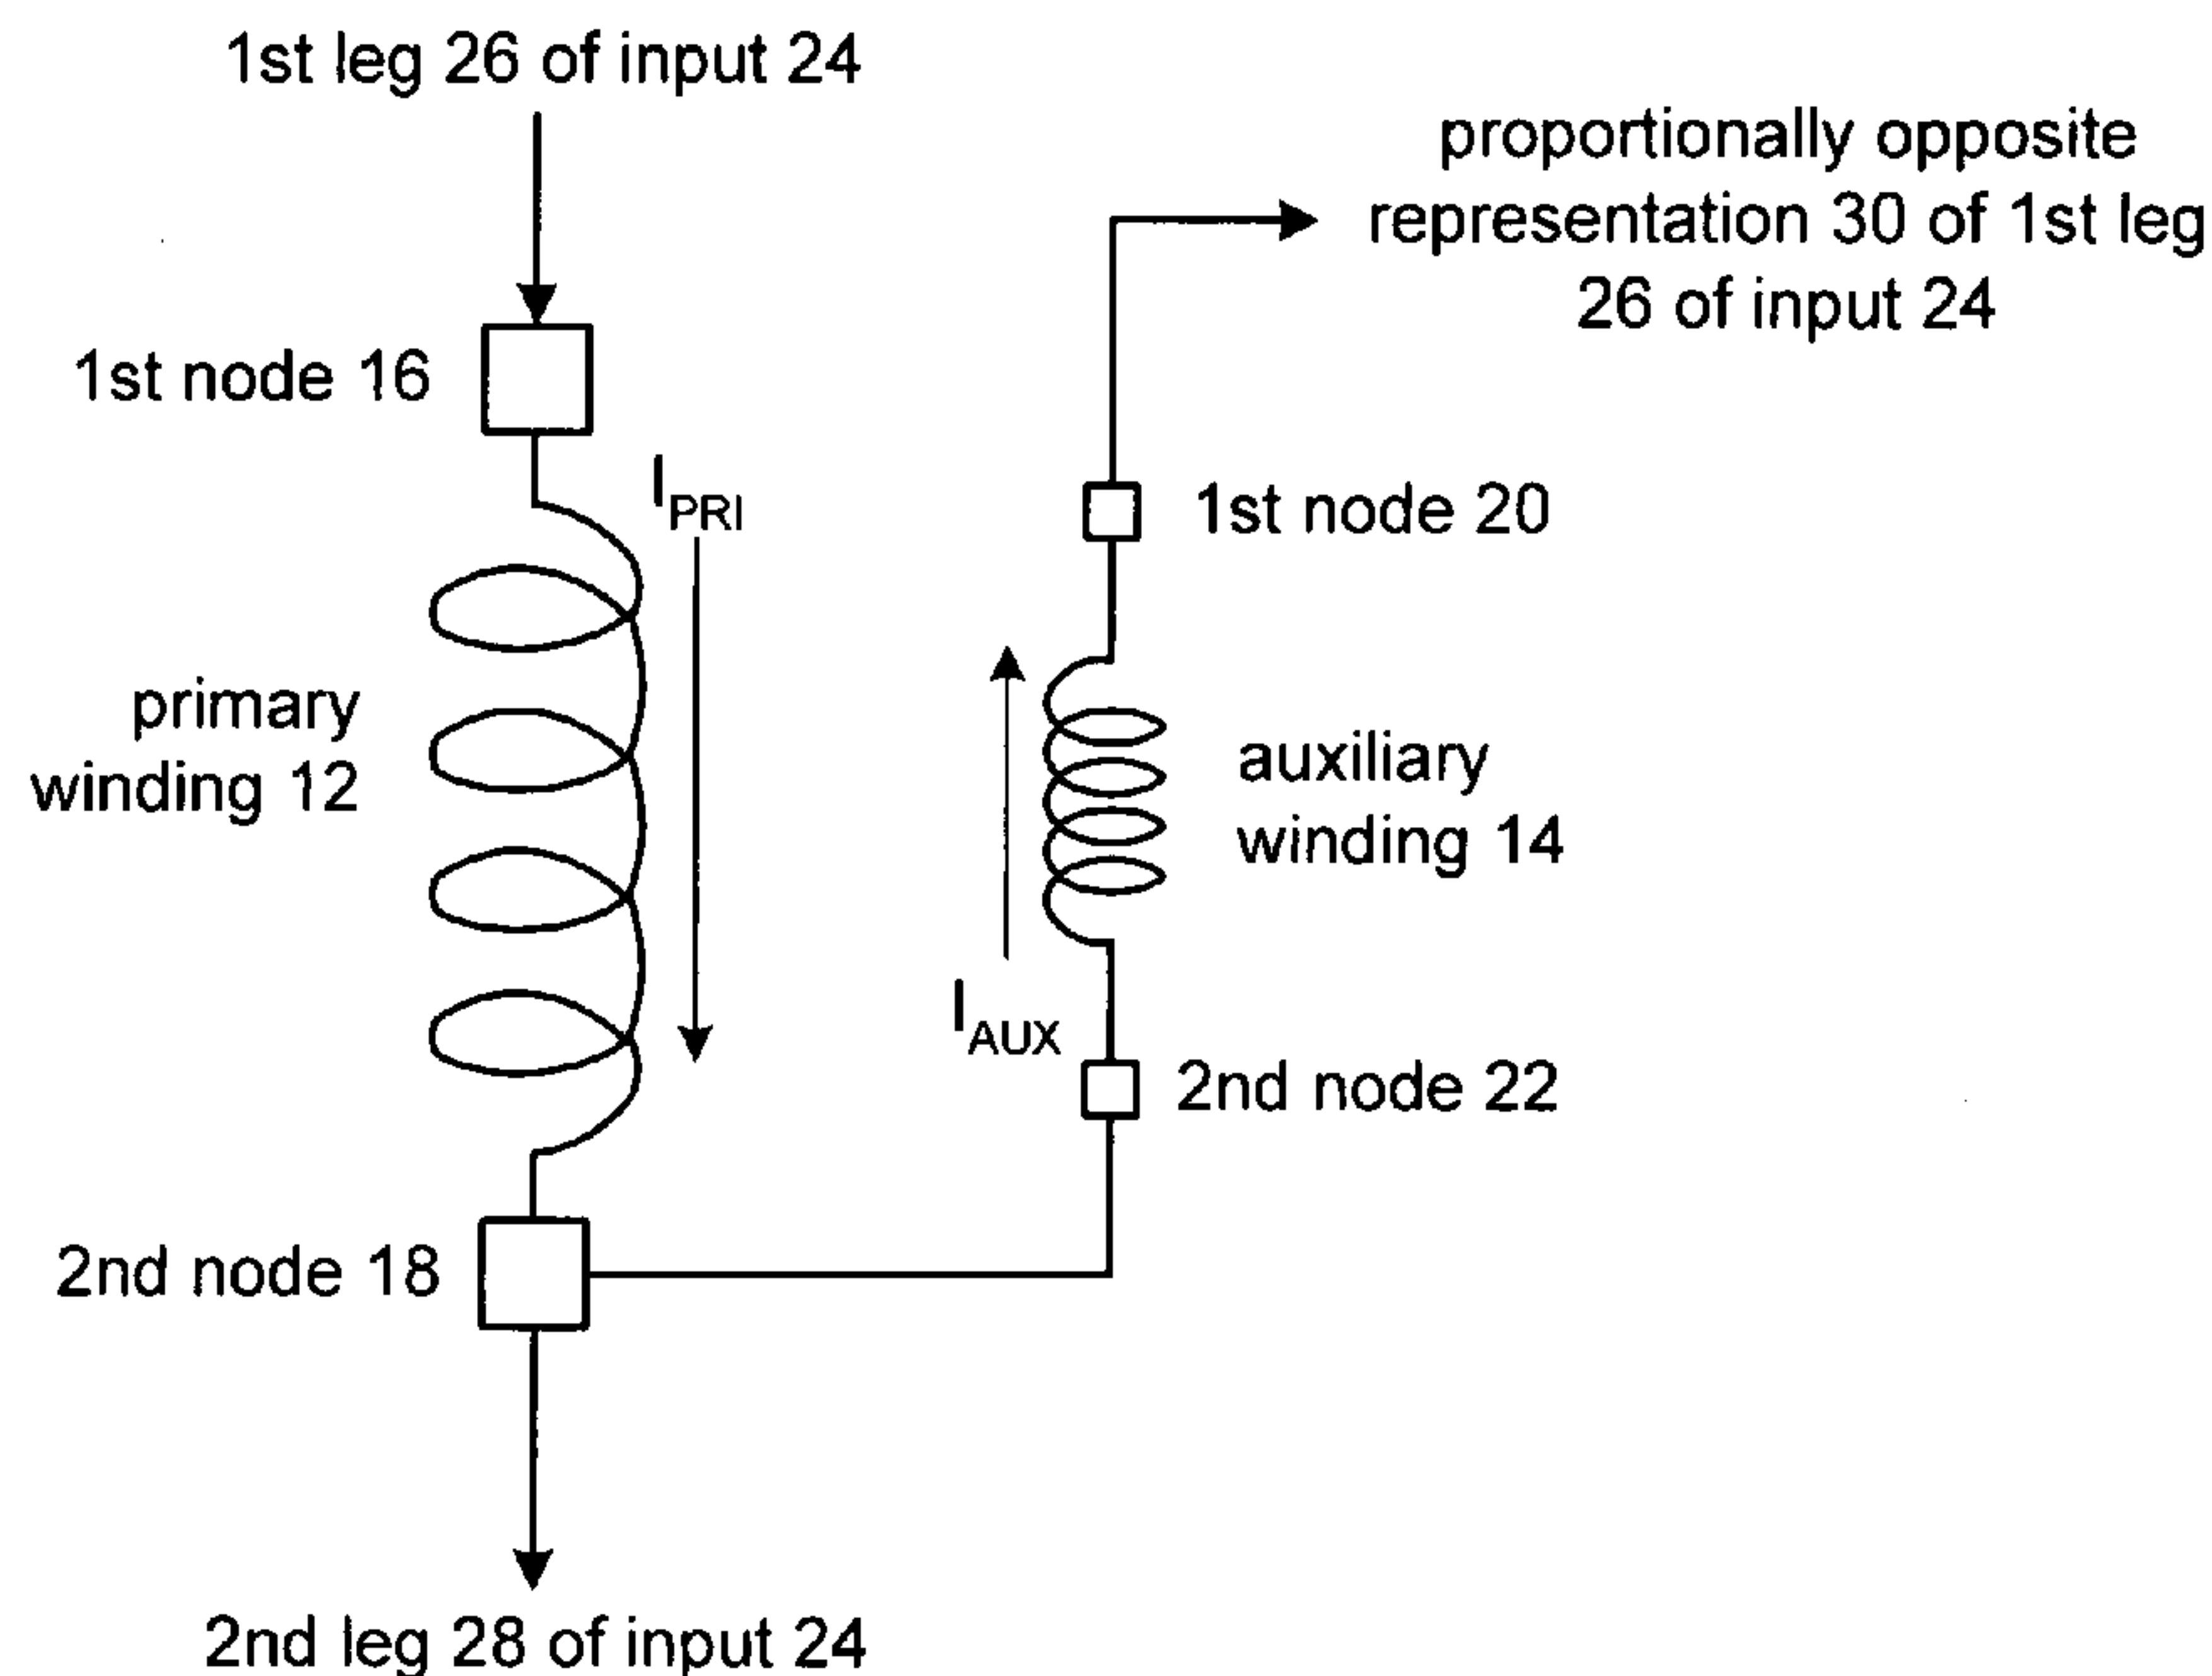 1st leg 26 of input 24
proportionally opposite
representation 30 of 1st leg
26 of input 24
1st node 16
I_PRI
1st node 20
primary
winding 12
auxiliary
winding 14
I_AUX
2nd node 22
2nd node 18
2nd leg 28 of input 24